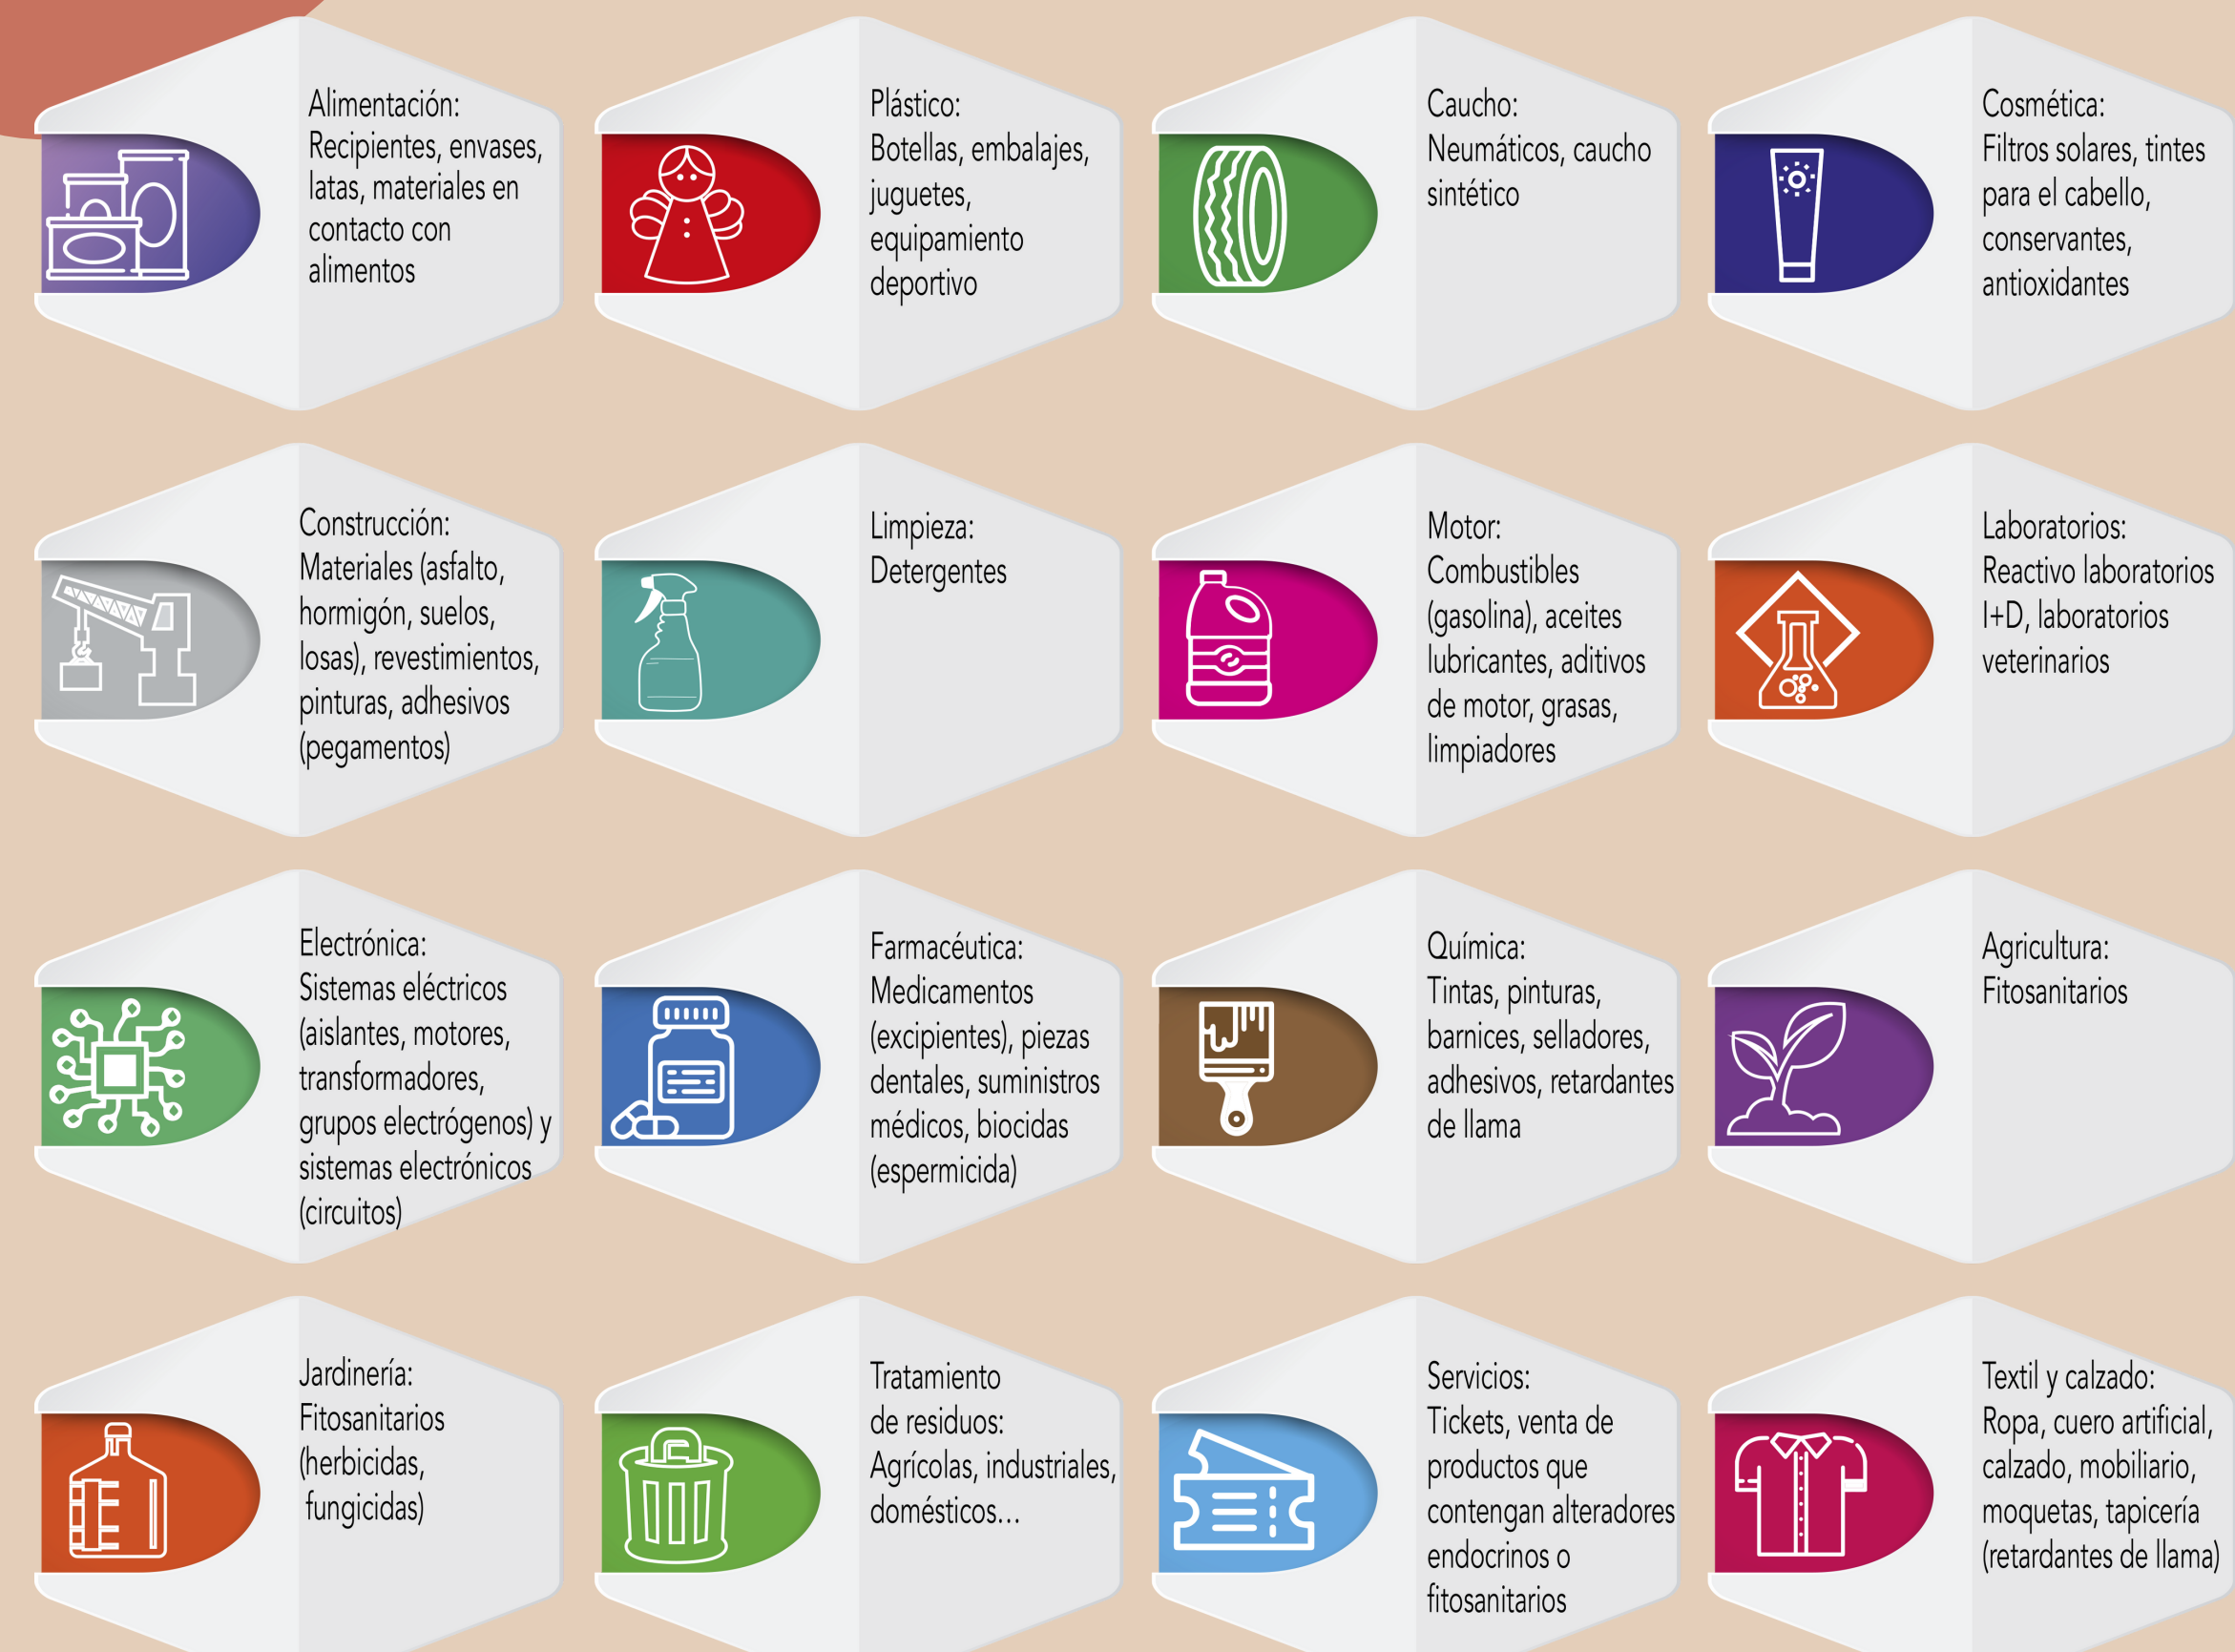 Alimentación:
Recipientes, envases,
latas, materiales en
contacto con
alimentos
Plástico:
Botellas, embalajes,
juguetes,
equipamiento
deportivo
Caucho:
Neumáticos, caucho
sintético
Cosmética:
Filtros solares, tintes
para el cabello,
conservantes,
antioxidantes
Construcción:
Materiales (asfalto,
hormigón, suelos,
losas), revestimientos,
pinturas, adhesivos
(pegamentos)
Limpieza:
Detergentes
Motor:
Combustibles
(gasolina), aceites
lubricantes, aditivos
de motor, grasas,
limpiadores
Laboratorios:
Reactivo laboratorios
I+D, laboratorios
veterinarios
Electrónica:
Sistemas eléctricos
(aislantes, motores,
transformadores,
grupos electrógenos) y
sistemas electrónicos
(circuitos)
Farmacéutica:
Medicamentos
(excipientes), piezas
dentales, suministros
médicos, biocidas
(espermicida)
Química:
Tintas, pinturas,
barnices, selladores,
adhesivos, retardantes
de llama
Agricultura:
Fitosanitarios
Jardinería:
Fitosanitarios
(herbicidas,
fungicidas)
Tratamiento
de residuos:
Agrícolas, industriales,
domésticos...
Servicios:
Tickets, venta de
productos que
contengan alteradores
endocrinos o
fitosanitarios
Textil y calzado:
Ropa, cuero artificial,
calzado, mobiliario,
moquetas, tapicería
(retardantes de llama)